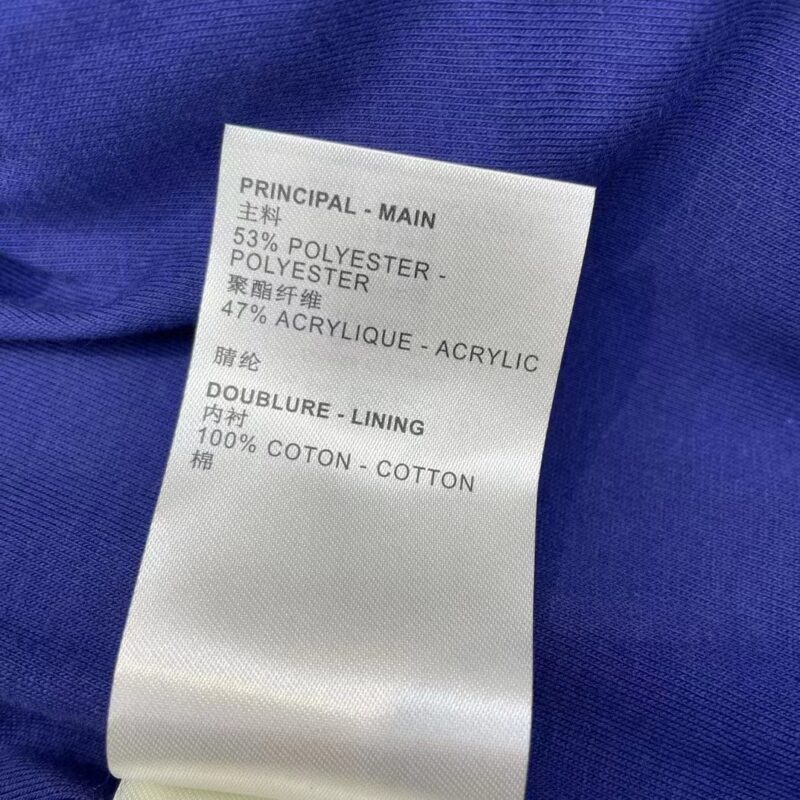 PRINCIPAL - MAIN
主料
53% POLYESTER -
POLYESTER
聚酯纤维
47% ACRYLIQUE - ACRYLIC
腈纶
DOUBLURE - LINING
内衬
100% COTON - COTTON
棉